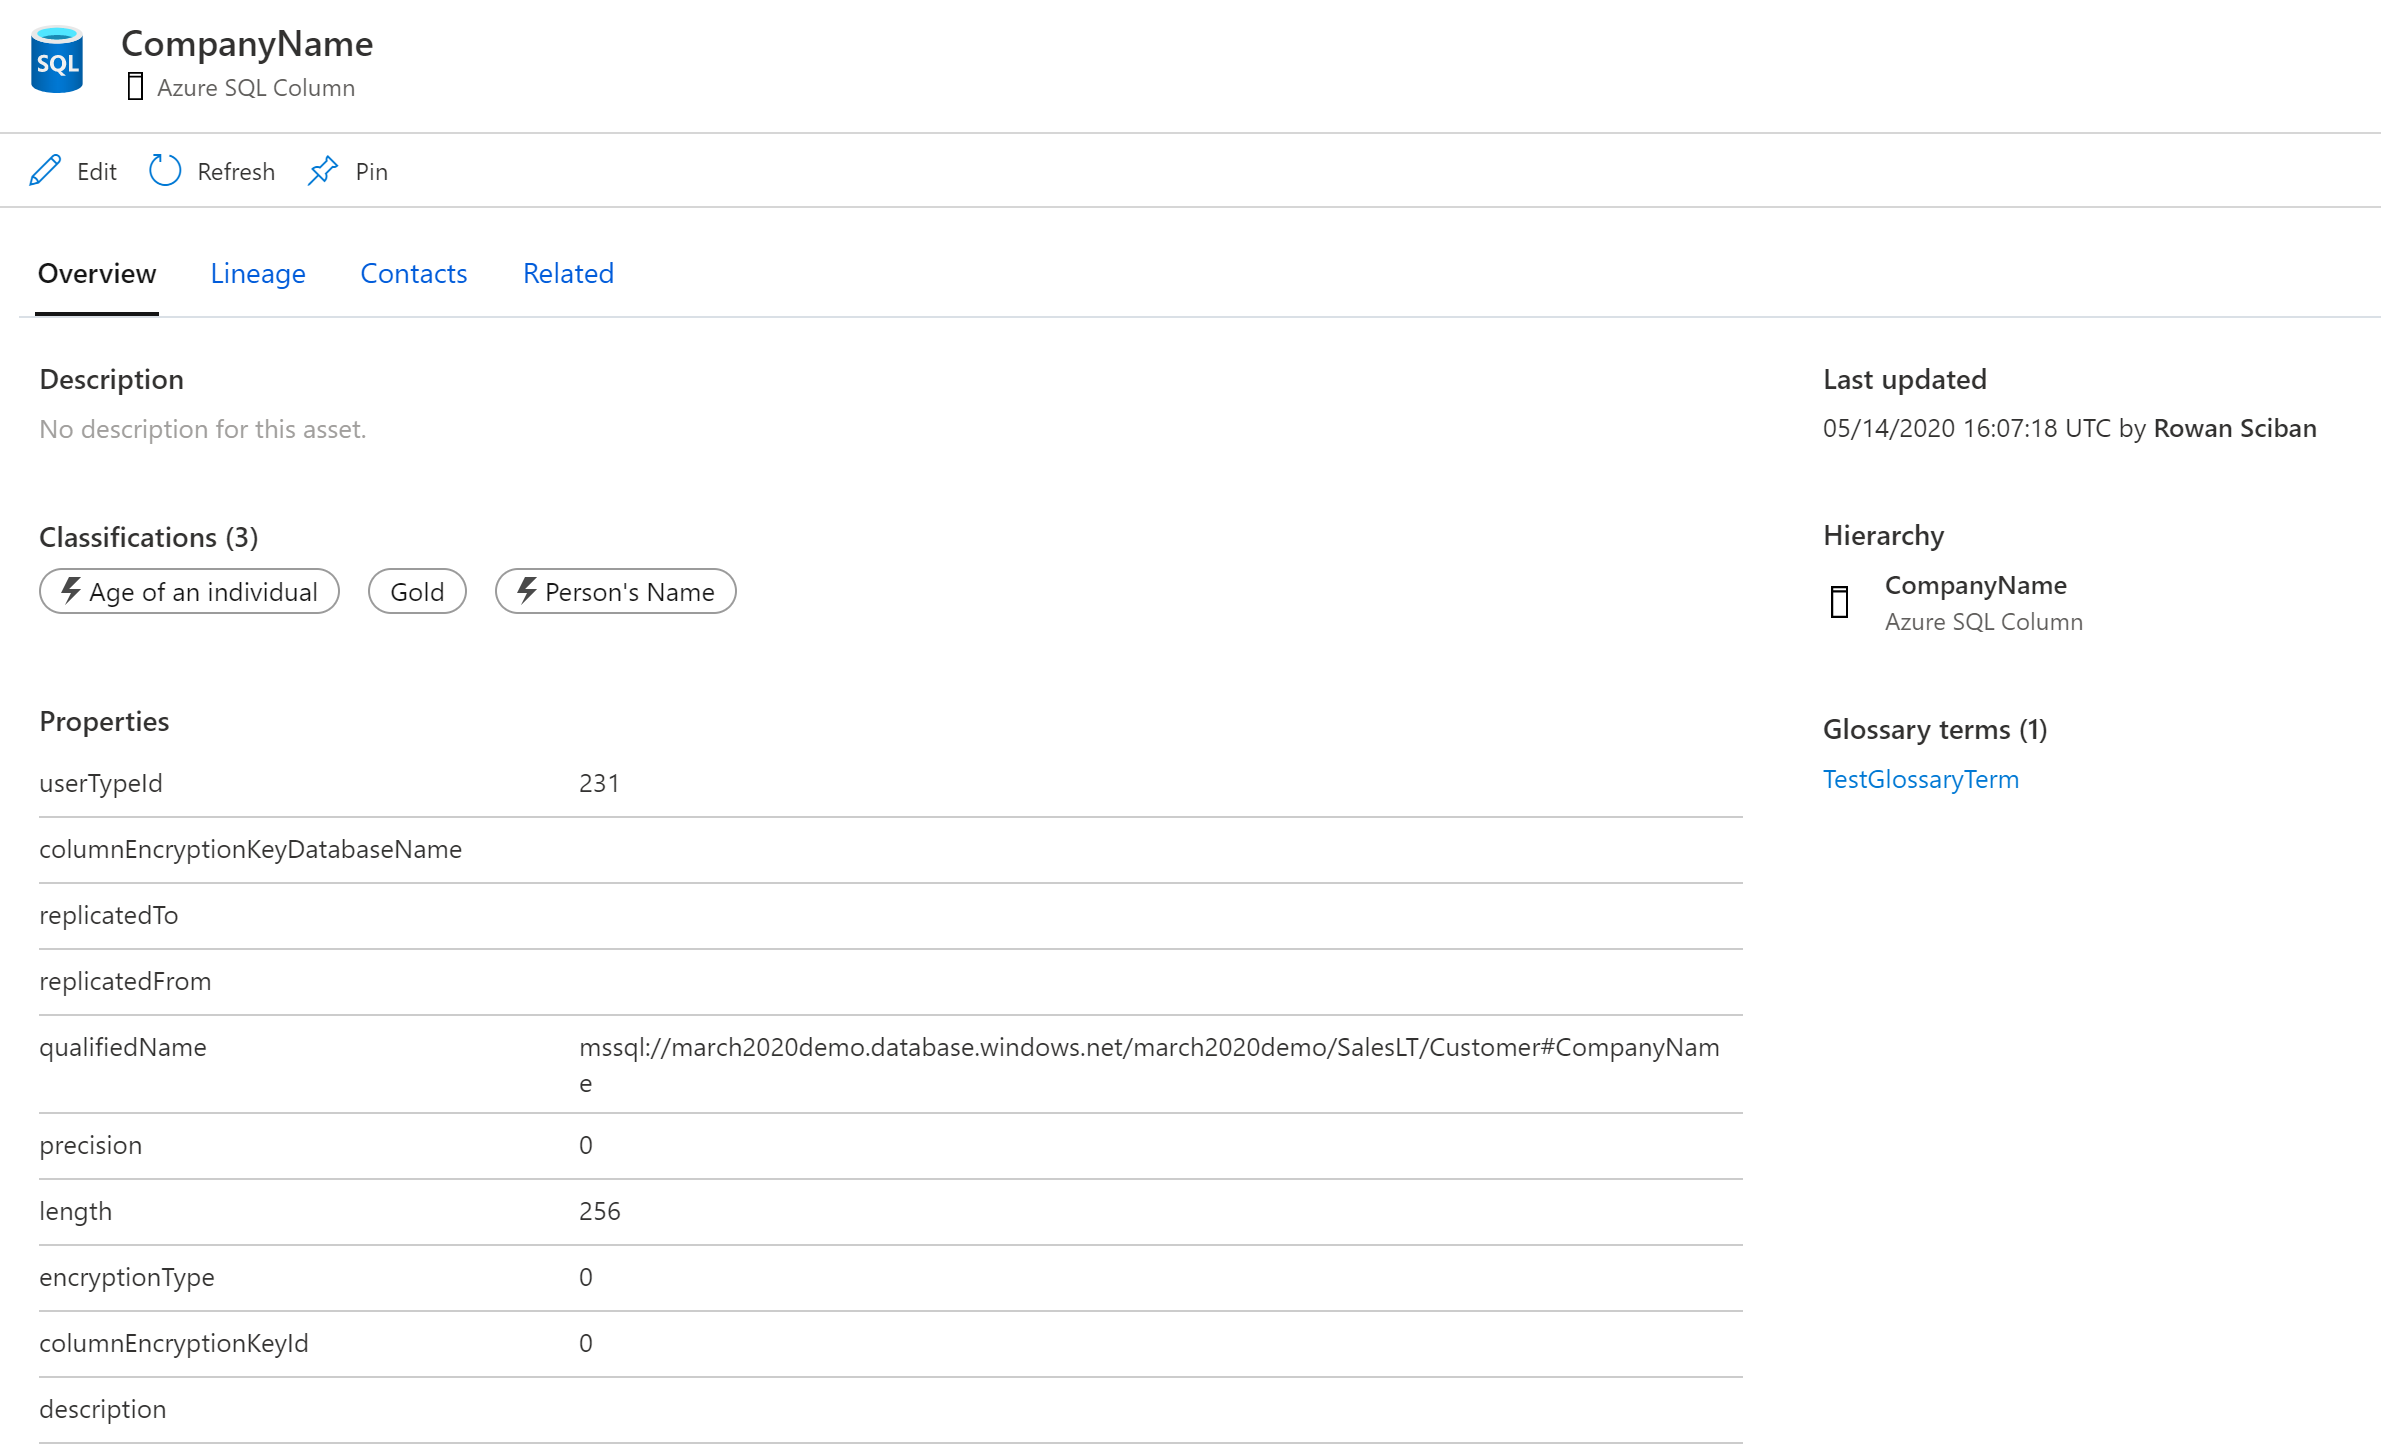 SQL
CompanyName
Azure SQL Column
Edit Refresh Pin
Overview Lineage Contacts Related
Description
No description for this asset.
Classifications (3)
Age of an individual Gold Person's Name
Properties
userTypeId 231
columnEncryptionKeyDatabaseName
replicatedTo
replicatedFrom
qualifiedName mssql://march2020demo.database.windows.net/march2020demo/SalesLT/Customer#CompanyNam
e
precision 0
length 256
encryptionType 0
columnEncryptionKeyId 0
description
Last updated
05/14/2020 16:07:18 UTC by Rowan Sciban
Hierarchy
CompanyName
Azure SQL Column
Glossary terms (1)
TestGlossaryTerm